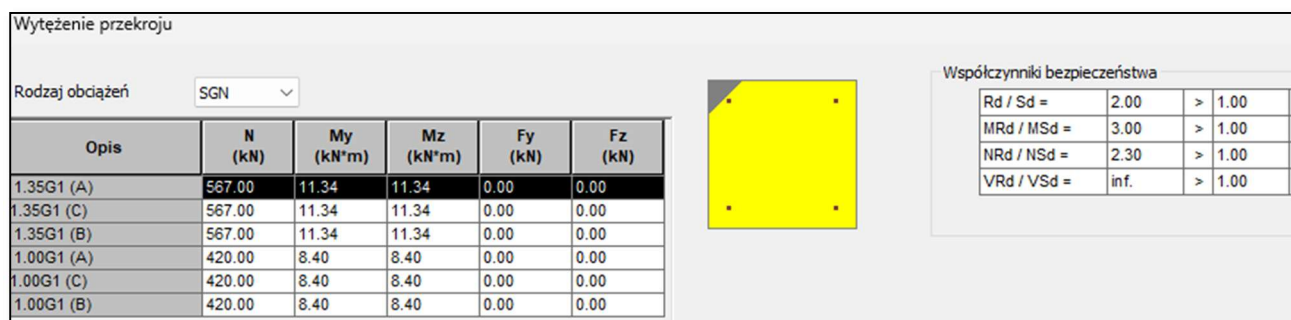 Wytężenie przekroju
Rodzaj obciążeń SGN
Opis N (kN) My (kN*m) Mz (kN*m) Fy (kN) Fz (kN)
1.35G1 (A) 567.00 11.34 11.34 0.00 0.00
1.35G1 (C) 567.00 11.34 11.34 0.00 0.00
1.35G1 (B) 567.00 11.34 11.34 0.00 0.00
1.00G1 (A) 420.00 8.40 8.40 0.00 0.00
1.00G1 (C) 420.00 8.40 8.40 0.00 0.00
1.00G1 (B) 420.00 8.40 8.40 0.00 0.00
Współczynniki bezpieczeństwa
Rd / Sd = 2.00 > 1.00
MRd / MSd = 3.00 > 1.00
NRd / NSd = 2.30 > 1.00
VRd / VSd = inf. > 1.00